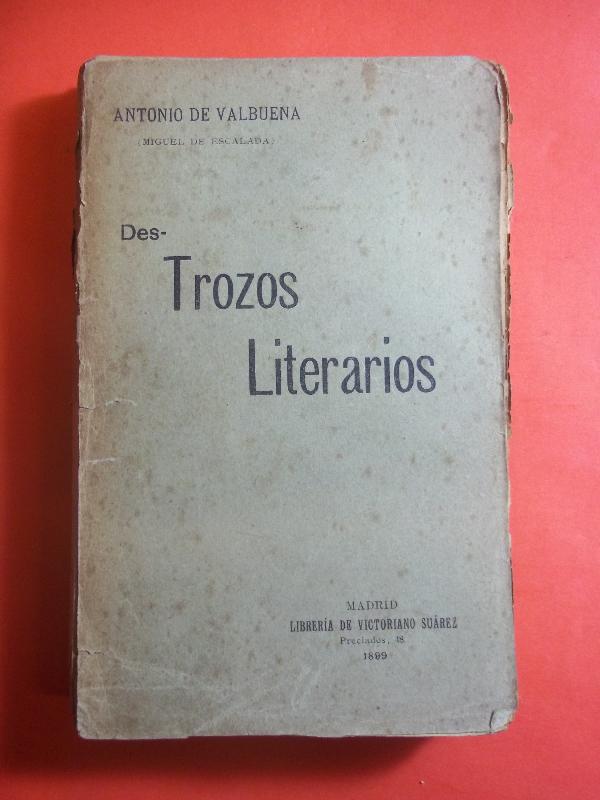 ANTONIO DE VALBUENA
(MIGUEL DE ESCALADA)
Des-
Trozos
Literarios
MADRID
LIBRERÍA DE VICTORIANO SUÁREZ
Preciados, 48
1899